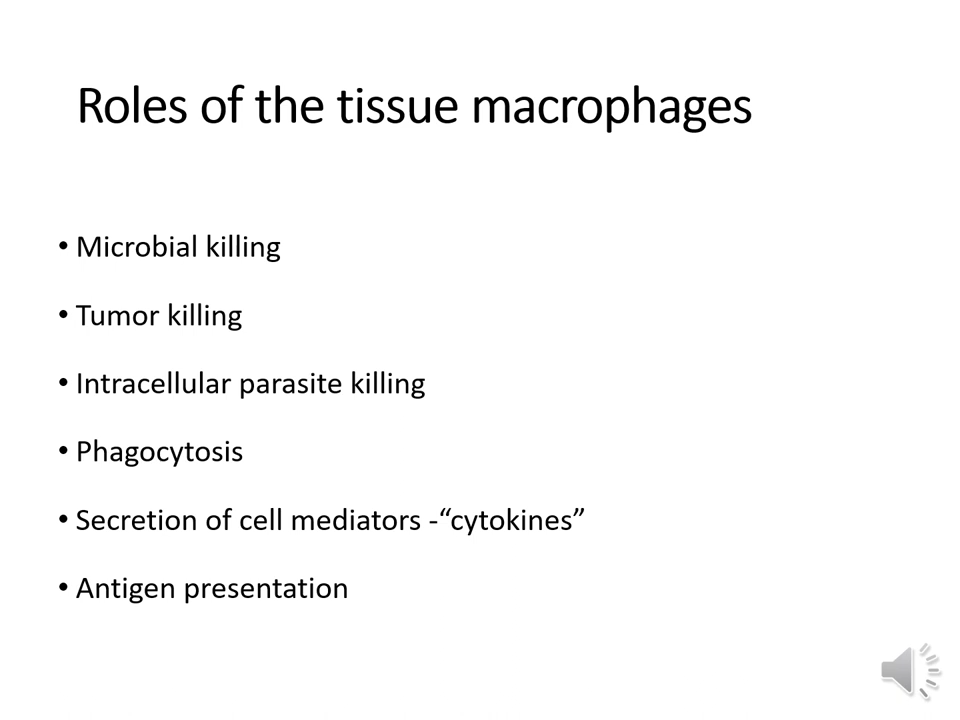 Roles of the tissue macrophages
• Microbial killing
• Tumor killing
• Intracellular parasite killing
• Phagocytosis
• Secretion of cell mediators -“cytokines”
• Antigen presentation